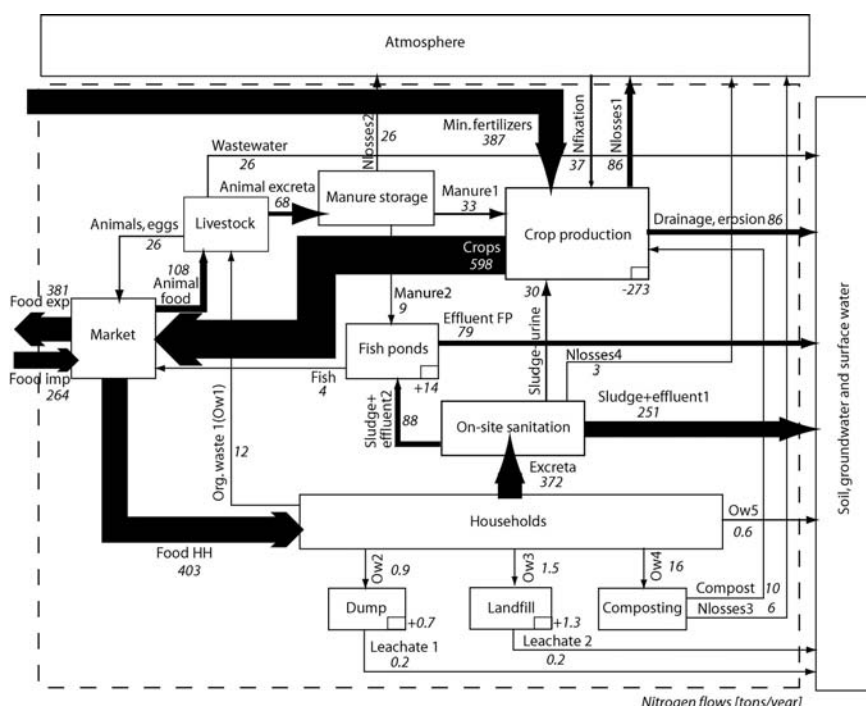 Atmosphere
Min.fertilizers
387
Nlosses2
26
Nfixation
37
Nlosses1
86
Wastewater
26
Animal excreta
68
Manure storage
Manure1
33
Livestock
Animals, eggs
26
Crops
598
Crop production
-273
Drainage, erosion 86
108
Animal
food
381
Food exp
Market
Food imp
264
Manure2
9
30
Sludge+urine
Effluent FP
79
Fish ponds
+14
Fish
4
Nlosses4
3
Sludge+
effluent2
88
On-site sanitation
Sludge+effluent1
251
Org. waste 1(Ow1)
12
Excreta
372
Households
Ow5
0.6
Food HH
403
Ow2
0.9
Ow3
1.5
Ow4
16
Compost 10
Nlosses3 6
Dump
+0.7
Landfill
+1.3
Composting
Leachate 1
0.2
Leachate 2
0.2
Soil, groundwater and surface water
Nitrogen flows [tons/year]